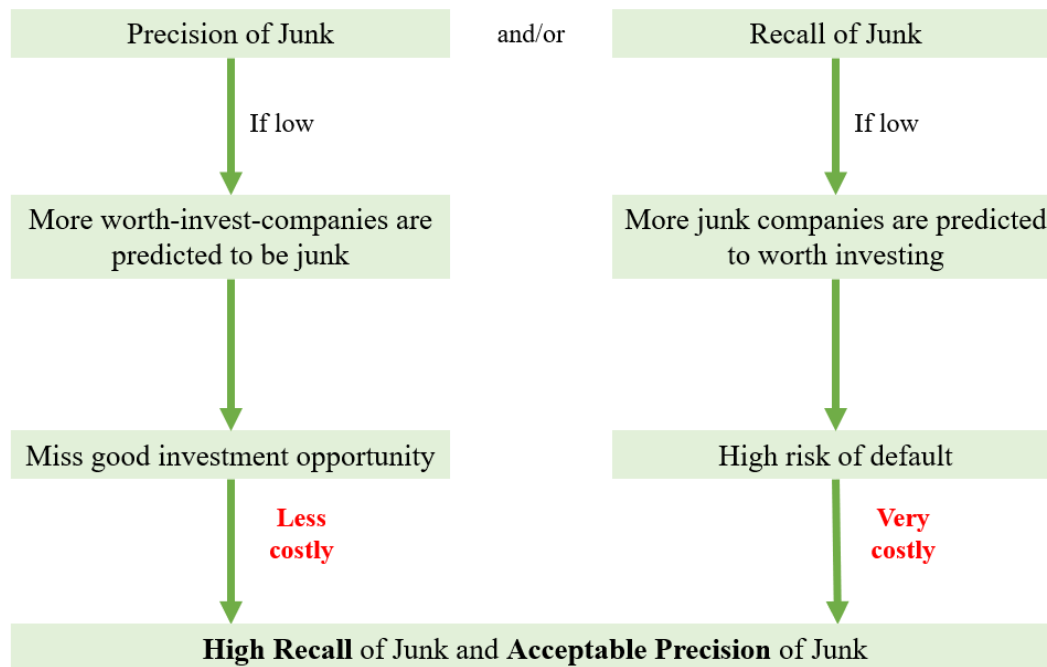 Precision of Junk
and/or
Recall of Junk
If low
If low
More worth-invest-companies are
predicted to be junk
More junk companies are predicted
to worth investing
Miss good investment opportunity
High risk of default
Less
costly
Very
costly
High Recall of Junk and Acceptable Precision of Junk